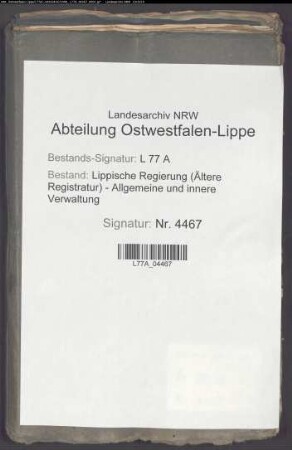 Landesarchiv NRW
Abteilung Ostwestfalen-Lippe
Bestands-Signatur: L 77 A
Bestand: Lippische Regierung (Ältere
Registratur) - Allgemeine und innere
Verwaltung
Signatur: Nr. 4467
L77A_04467